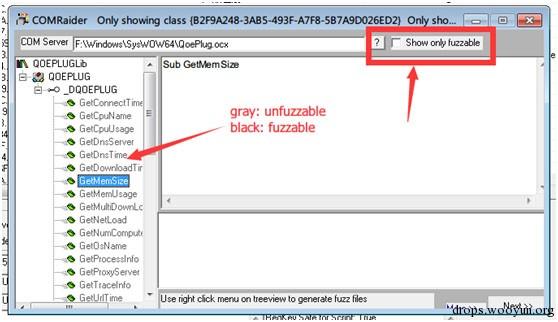 COMRaider Only showing class {B2F9A248-3AB5-493F-A7F8-5B7A9D026ED2} Only sho...
COM Server F:\Windows\SysWOW64\QoePlug.ocx ? Show only fuzzable
QOEPLUGLib
QOEPLUG
_DQOEPLUG
GetConnectTime
GetCpuName
GetCpuUsage
GetDnsServer
GetDnsTime
GetDownloadTir
GetMemSize
GetMemUsage
GetMultiDownLo
GetNetLoad
GetNumCompute
GetOsName
GetProcessInfo
GetProxyServer
GetTraceInfo
GetUrlTime
Sub GetMemSize
gray: unfuzzable
black: fuzzable
Use right click menu on treeview to generate fuzz files
Next >>
drops.wooyun.org